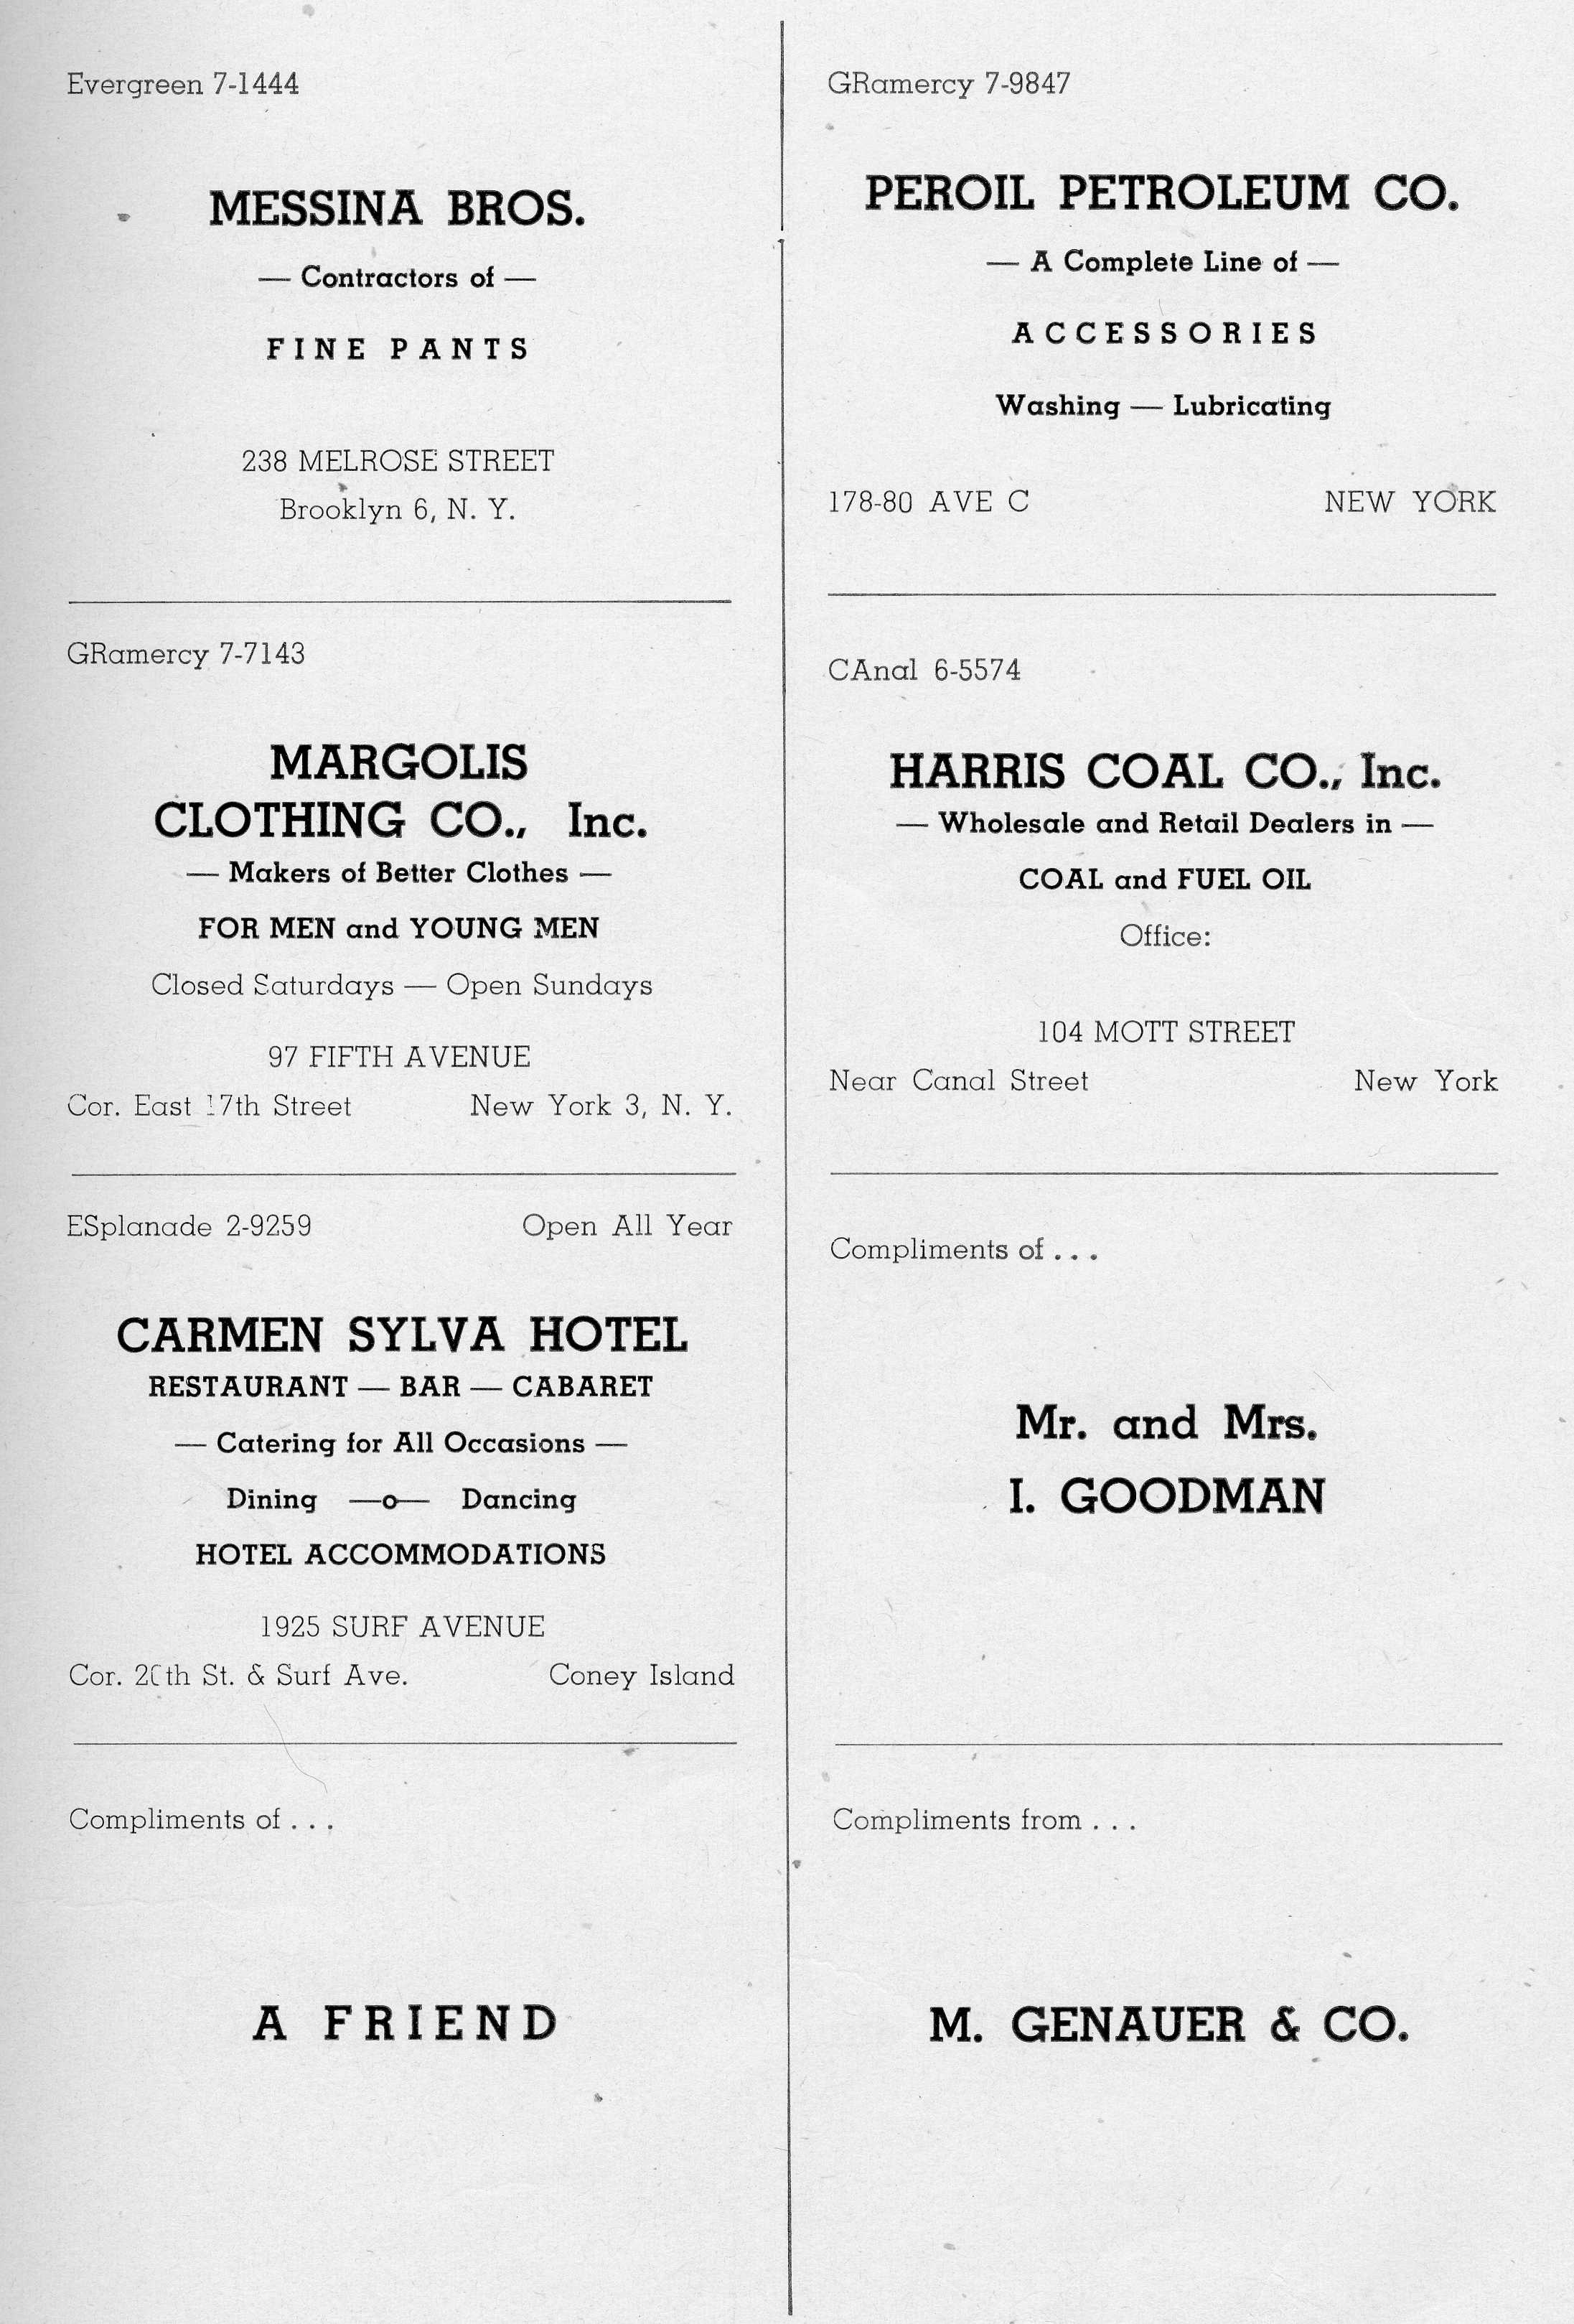 Evergreen 7-1444
MESSINA BROS.
— Contractors of —
FINE PANTS
238 MELROSE STREET
Brooklyn 6, N. Y.
GRamercy 7-7143
MARGOLIS
CLOTHING CO., Inc.
— Makers of Better Clothes —
FOR MEN and YOUNG MEN
Closed Saturdays — Open Sundays
97 FIFTH AVENUE
Cor. East 17th Street New York 3, N. Y.
ESplanade 2-9259 Open All Year
CARMEN SYLVA HOTEL
RESTAURANT — BAR — CABARET
— Catering for All Occasions —
Dining —o— Dancing
HOTEL ACCOMMODATIONS
1925 SURF AVENUE
Cor. 20th St. & Surf Ave. Coney Island
Compliments of . . .
A FRIEND
GRamercy 7-9847
PEROIL PETROLEUM CO.
— A Complete Line of —
ACCESSORIES
Washing — Lubricating
178-80 AVE C NEW YORK
CAnal 6-5574
HARRIS COAL CO., Inc.
— Wholesale and Retail Dealers in —
COAL and FUEL OIL
Office:
104 MOTT STREET
Near Canal Street New York
Compliments of . . .
Mr. and Mrs.
I. GOODMAN
Compliments from . . .
M. GENAUER & CO.